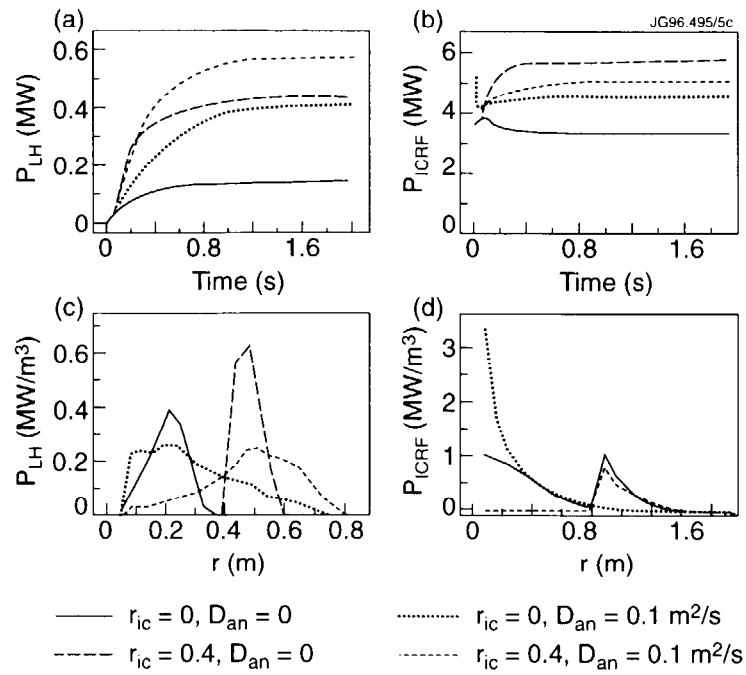 (a)
P_LH (MW)
0.6
0.4
0.2
0
0 0.8 1.6
Time (s)
(b)
JG96.495/5c
P_ICRF (MW)
6
4
2
0
0 0.8 1.6
Time (s)
(c)
P_LH (MW/m³)
0.6
0.4
0.2
0
0 0.2 0.4 0.6 0.8
r (m)
(d)
P_ICRF (MW/m³)
3
2
1
0
0 0.8 1.6
r (m)
r_ic = 0, D_an = 0
r_ic = 0, D_an = 0.1 m²/s
r_ic = 0.4, D_an = 0
r_ic = 0.4, D_an = 0.1 m²/s